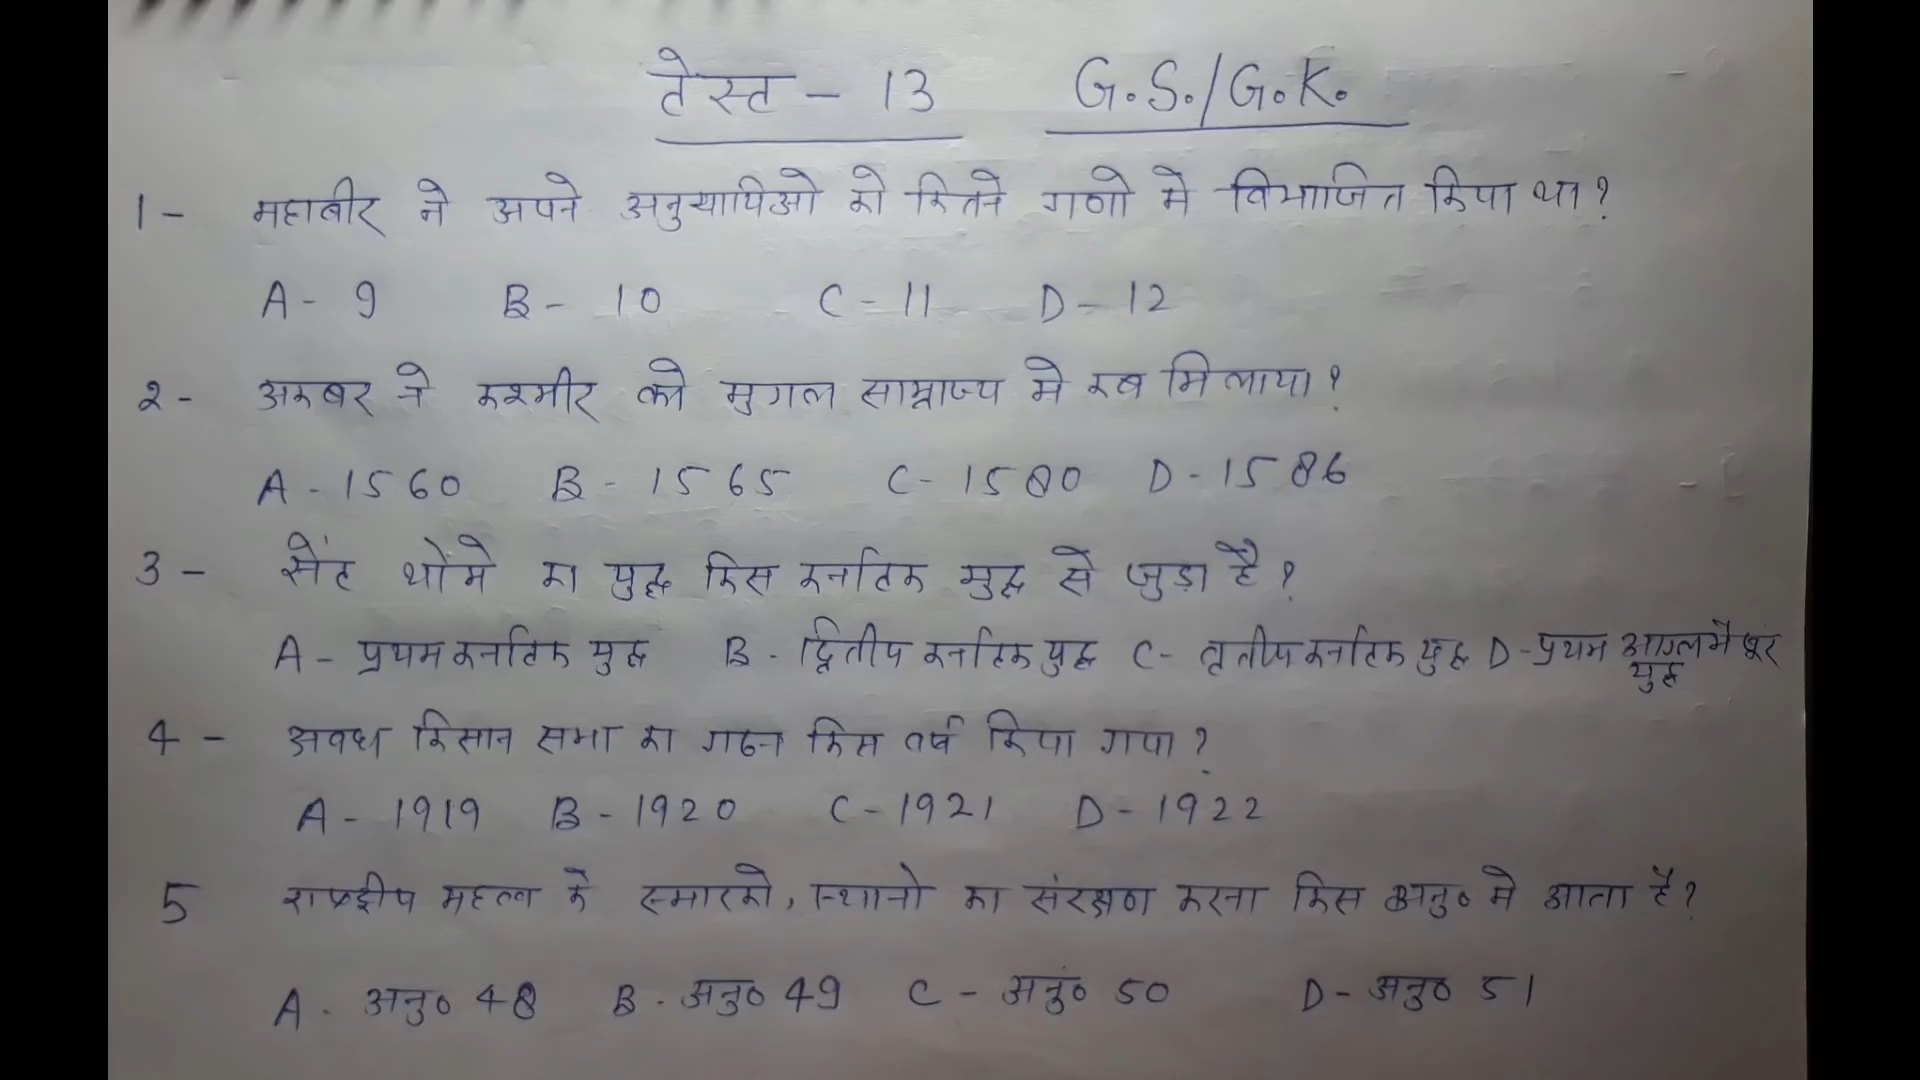 तेस्त - 13 G.S./G.K.
1 - महाबीर ने अपने अनुयायिओ को कितने गणो मे विभाजित किया था?
A - 9 B - 10 C - 11 D - 12
2 - अकबर ने कश्मीर को मुगल साम्राज्य मे कब मिलाया?
A - 1560 B - 1565 C - 1580 D - 1586
3 - सेंट थोंमे का युद्ध किस कर्नाटक युद्ध से जुड़ा है?
A - प्रथम कर्नाटक युद्ध B - द्वितीय कर्नाटक युद्ध C - तृतीय कर्नाटक युद्ध D - प्रथम आंग्ल मैसूर
युद्ध
4 - अवध किसान सभा का गठन किस वर्ष किया गया?
A - 1919 B - 1920 C - 1921 D - 1922
5 राष्ट्रीय महत्व के स्मारको, स्थानो का संरक्षण करना किस अनु० मे आता है?
A - अनु० 48 B - अनु० 49 C - अनुं० 50 D - अनु० 51